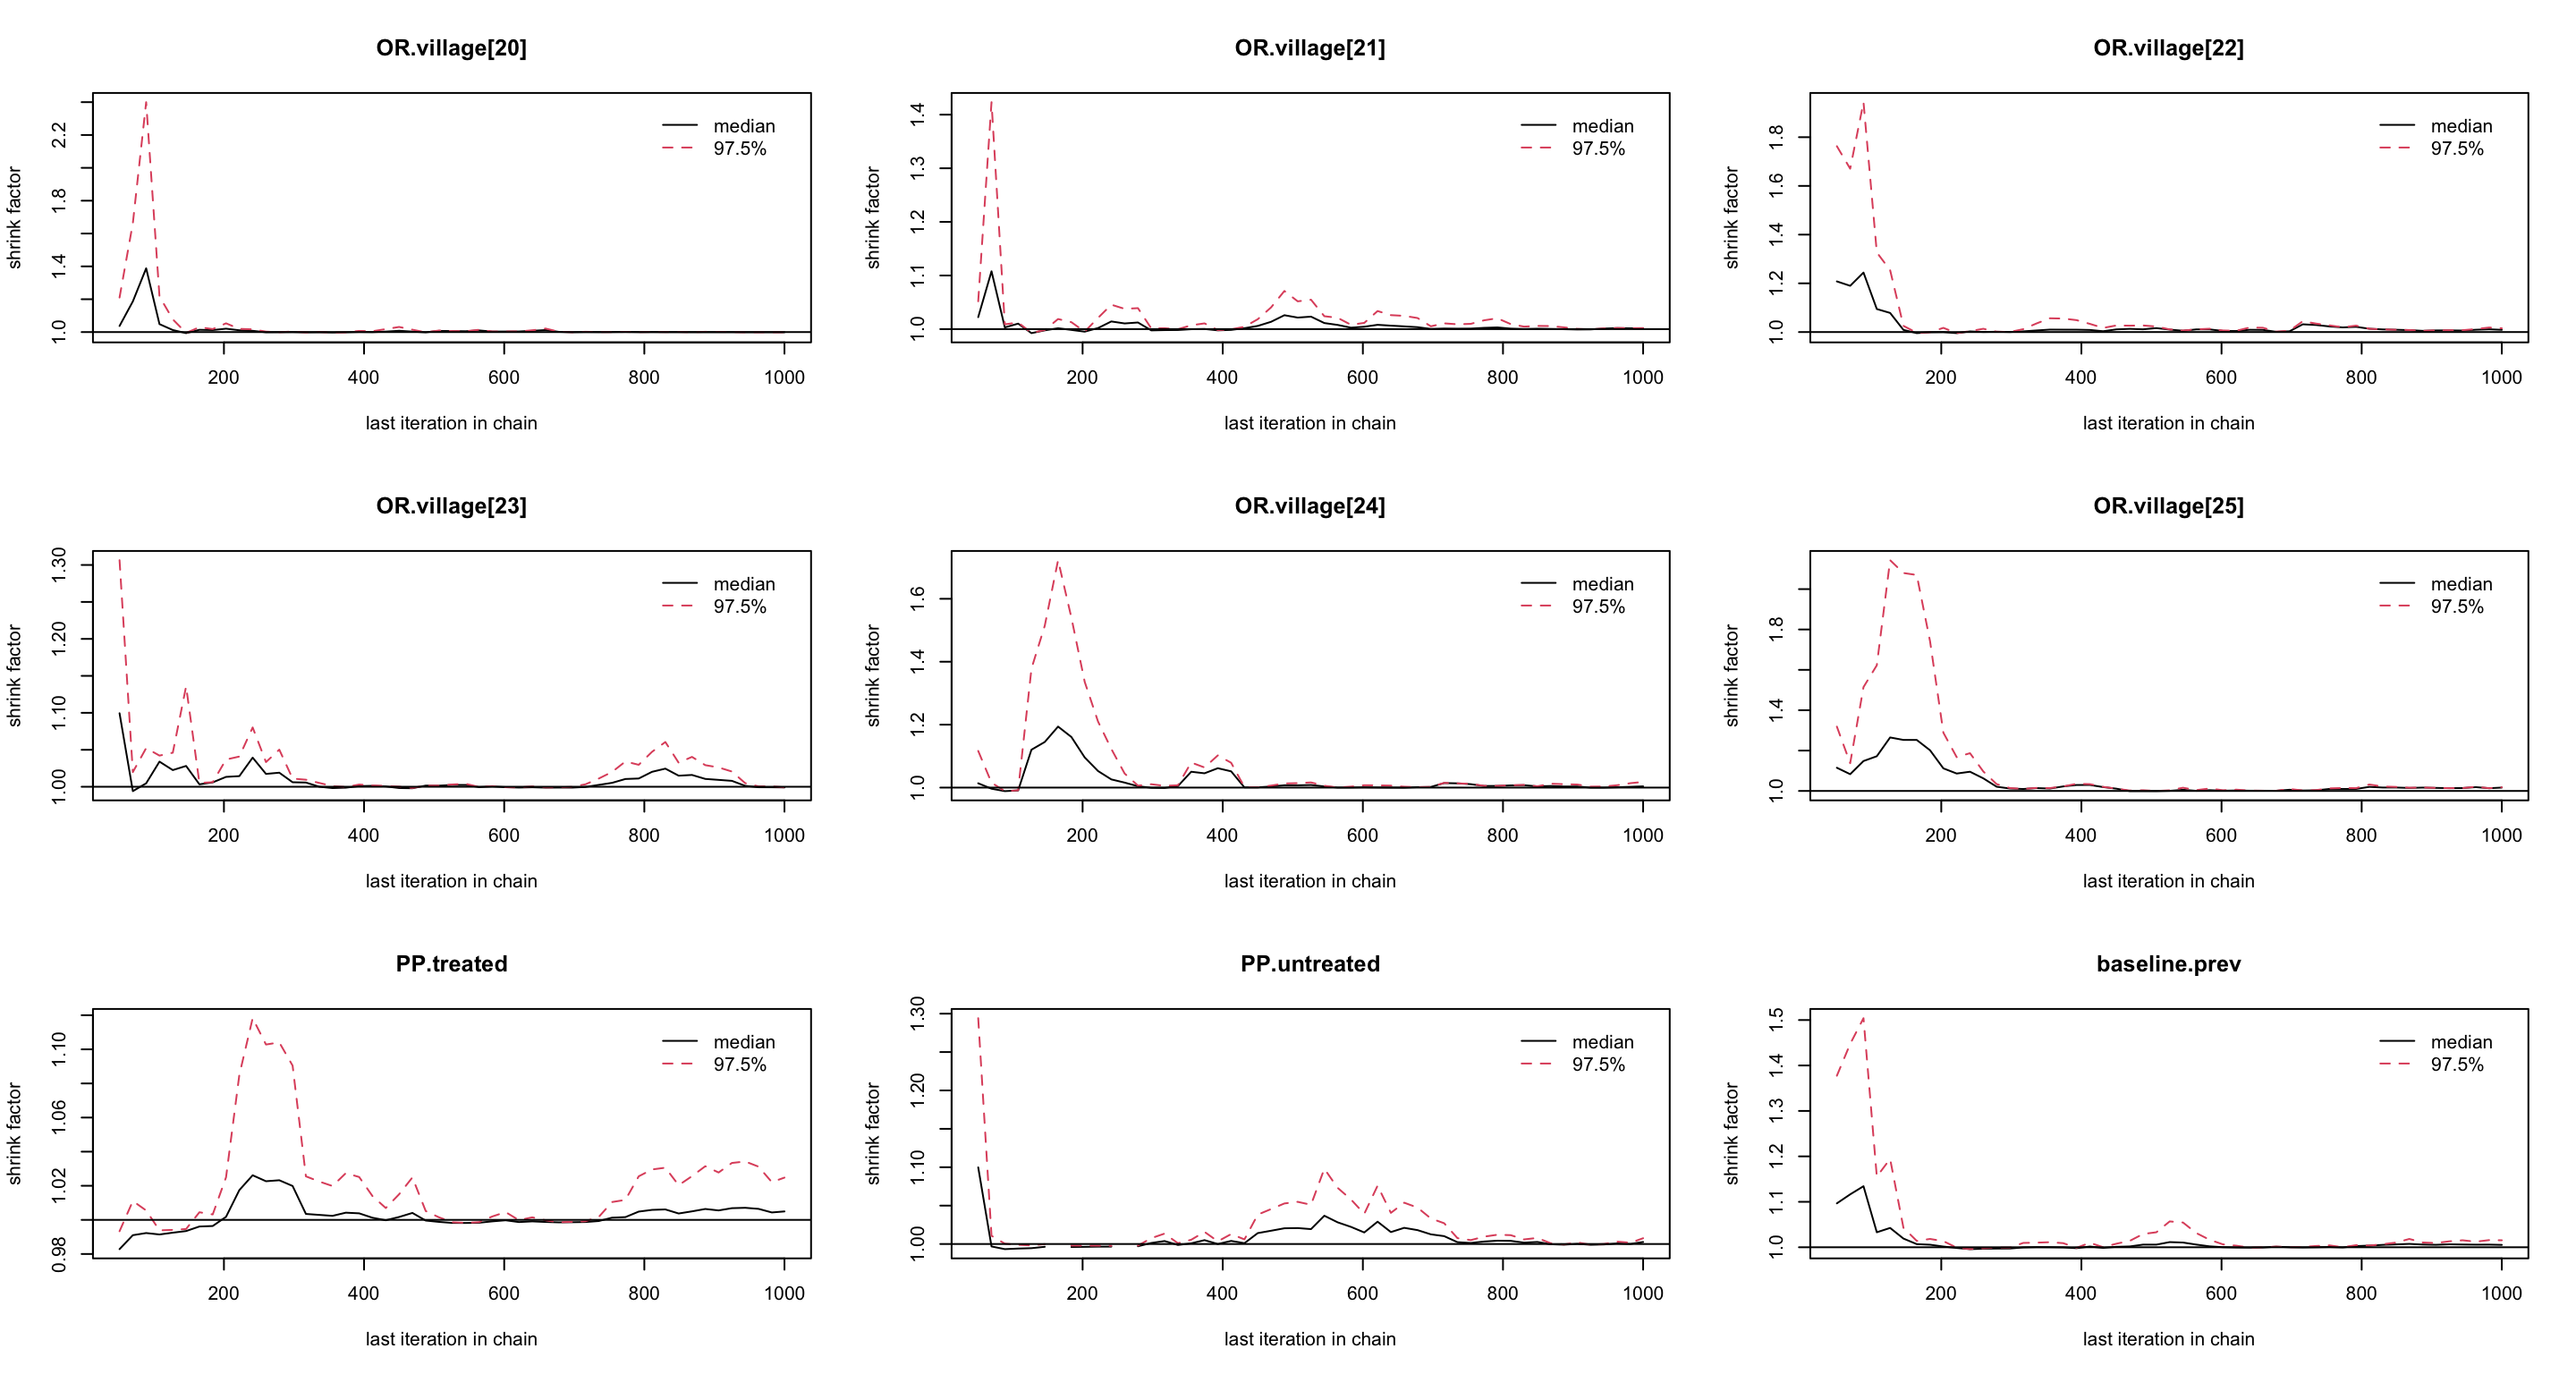 OR.village[20]
shrink factor
1.0 1.4 1.8 2.2
median
97.5%
200 400 600 800 1000
last iteration in chain
OR.village[21]
shrink factor
1.0 1.1 1.2 1.3 1.4
median
97.5%
200 400 600 800 1000
last iteration in chain
OR.village[22]
shrink factor
1.0 1.2 1.4 1.6 1.8
median
97.5%
200 400 600 800 1000
last iteration in chain
OR.village[23]
shrink factor
1.00 1.10 1.20 1.30
median
97.5%
200 400 600 800 1000
last iteration in chain
OR.village[24]
shrink factor
1.0 1.2 1.4 1.6
median
97.5%
200 400 600 800 1000
last iteration in chain
OR.village[25]
shrink factor
1.0 1.4 1.8
median
97.5%
200 400 600 800 1000
last iteration in chain
PP.treated
shrink factor
0.98 1.02 1.06 1.10
median
97.5%
200 400 600 800 1000
last iteration in chain
PP.untreated
shrink factor
1.00 1.10 1.20 1.30
median
97.5%
200 400 600 800 1000
last iteration in chain
baseline.prev
shrink factor
1.0 1.1 1.2 1.3 1.4 1.5
median
97.5%
200 400 600 800 1000
last iteration in chain